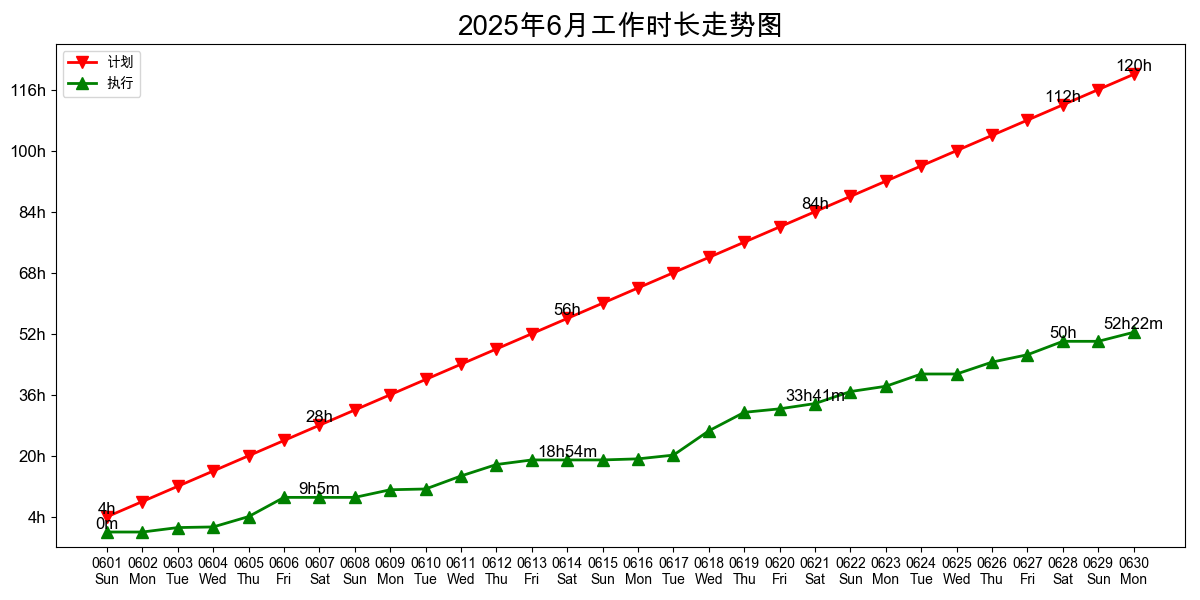 2025年6月工作时长走势图
计划
执行
116h
100h
84h
68h
52h
36h
20h
4h
120h
112h
84h
56h
28h
4h
0m
9h5m
18h54m
33h41m
50h
52h22m
0601 0602 0603 0604 0605 0606 0607 0608 0609 0610 0611 0612 0613 0614 0615 0616 0617 0618 0619 0620 0621 0622 0623 0624 0625 0626 0627 0628 0629 0630
Sun Mon Tue Wed Thu Fri Sat Sun Mon Tue Wed Thu Fri Sat Sun Mon Tue Wed Thu Fri Sat Sun Mon Tue Wed Thu Fri Sat Sun Mon